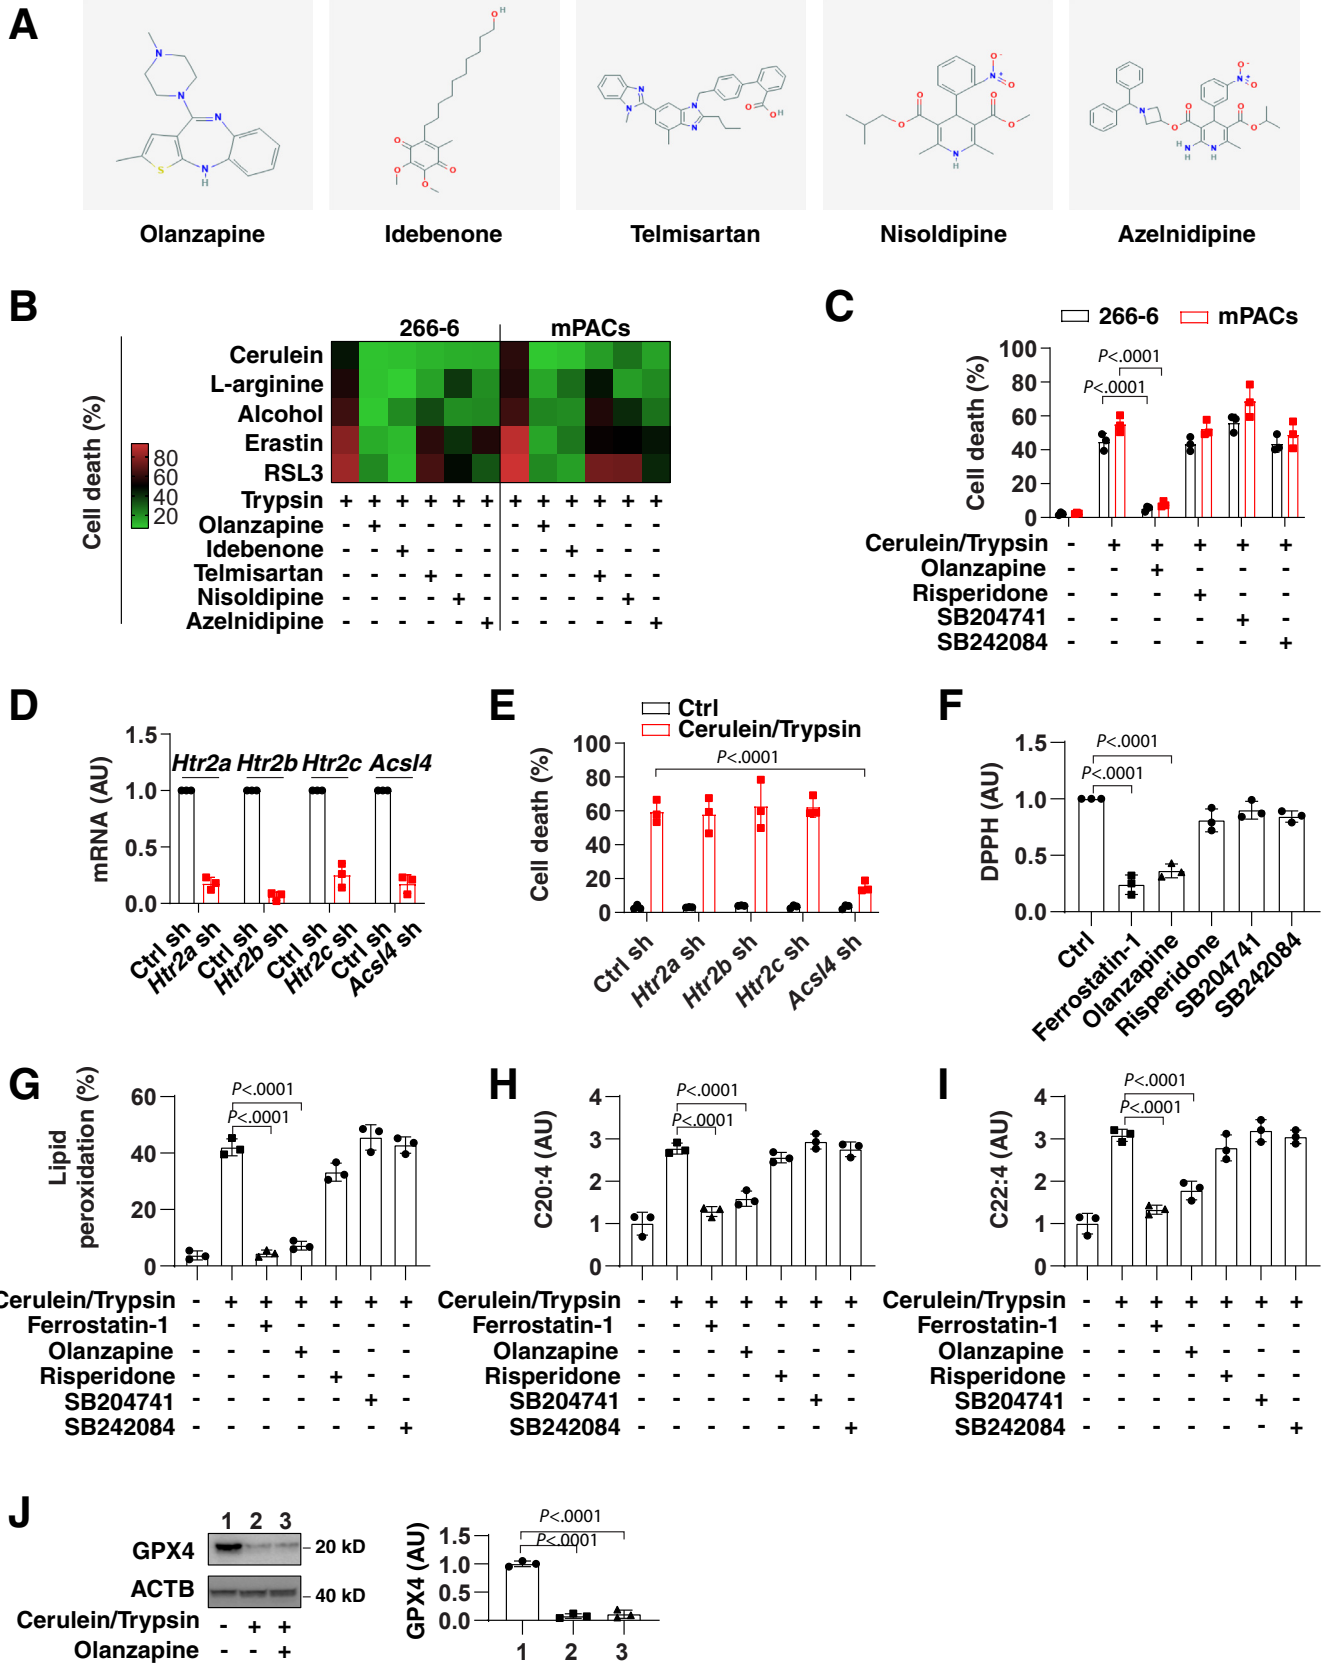 A
Olanzapine
Idebenone
Telmisartan
Nisoldipine
Azelnidipine
B
266-6
mPACs
Cell death (%)
80
60
40
20
Cerulein
L-arginine
Alcohol
Erastin
RSL3
Trypsin + + + + + + + + + + + +
Olanzapine - + - - - - - + - - - -
Idebenone - - + - - - - - + - - -
Telmisartan - - - + - - - - - + - -
Nisoldipine - - - - + - - - - - + -
Azelnidipine - - - - - + - - - - - +
C
266-6
mPACs
Cell death (%)
100
80
60
40
20
0
P<.0001
P<.0001
Cerulein/Trypsin - + + + + +
Olanzapine - - + - - -
Risperidone - - - + - -
SB204741 - - - - + -
SB242084 - - - - - +
D
mRNA (AU)
1.5
1.0
0.5
0.0
Htr2a Htr2b Htr2c Acsl4
Ctrl sh
Htr2a sh
Ctrl sh
Htr2b sh
Ctrl sh
Htr2c sh
Ctrl sh
Acsl4 sh
E
Ctrl
Cerulein/Trypsin
Cell death (%)
100
80
60
40
20
0
P<.0001
Ctrl sh
Htr2a sh
Htr2b sh
Htr2c sh
Acsl4 sh
F
DPPH (AU)
1.5
1.0
0.5
0.0
P<.0001
P<.0001
Ctrl
Ferrostatin-1
Olanzapine
Risperidone
SB204741
SB242084
G
Lipid
peroxidation (%)
60
40
20
0
P<.0001
P<.0001
Cerulein/Trypsin - + + + + + +
Ferrostatin-1 - - + - - - -
Olanzapine - - - + - - -
Risperidone - - - - + - -
SB204741 - - - - - + -
SB242084 - - - - - - +
H
C20:4 (AU)
4
3
2
1
0
P<.0001
P<.0001
Cerulein/Trypsin - + + + + + +
Ferrostatin-1 - - + - - - -
Olanzapine - - - + - - -
Risperidone - - - - + - -
SB204741 - - - - - + -
SB242084 - - - - - - +
I
C22:4 (AU)
4
3
2
1
0
P<.0001
P<.0001
Cerulein/Trypsin - + + + + + +
Ferrostatin-1 - - + - - - -
Olanzapine - - - + - - -
Risperidone - - - - + - -
SB204741 - - - - - + -
SB242084 - - - - - - +
J
1 2 3
GPX4
20 kD
ACTB
40 kD
Cerulein/Trypsin - + +
Olanzapine - - +
GPX4 (AU)
1.5
1.0
0.5
0.0
P<.0001
P<.0001
1 2 3